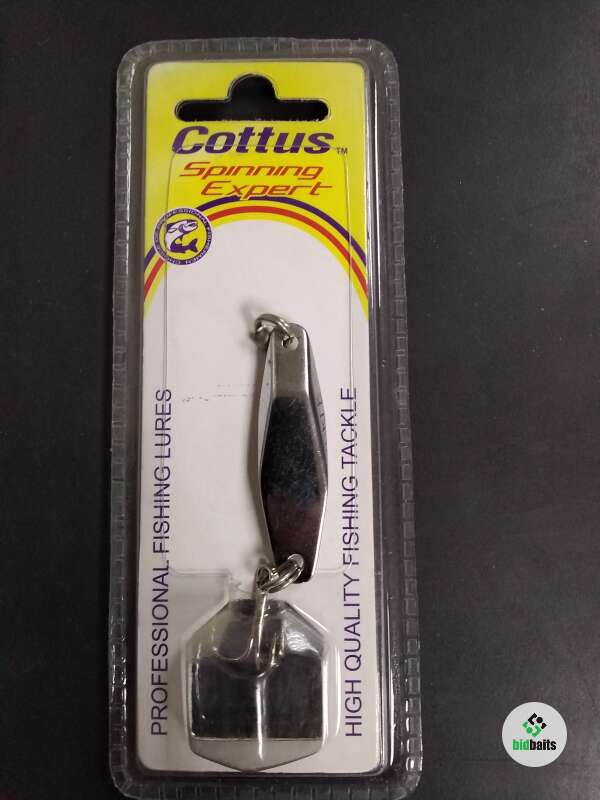 Cottus TM
Spinning
Expert
PROFESSIONAL FISHING LURES
HIGH QUALITY FISHING TACKLE
bidbaits